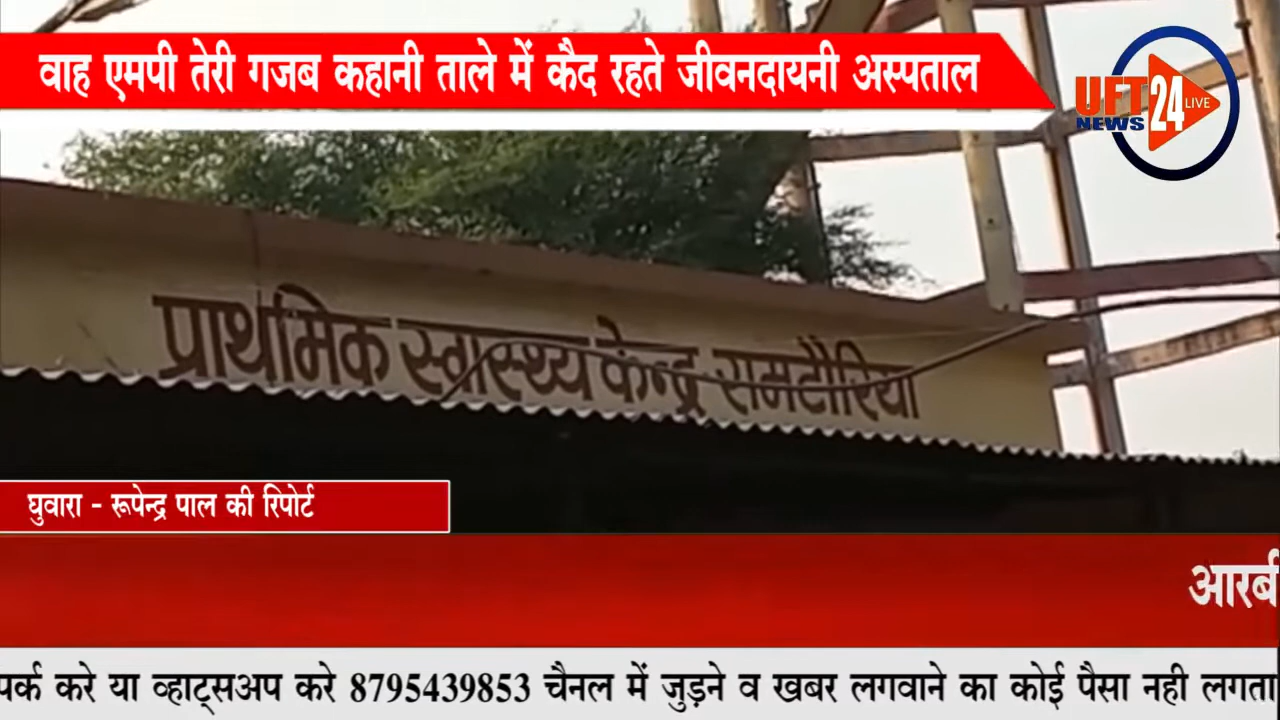 वाह एमपी तेरी गजब कहानी ताले में कैद रहते जीवनदायनी अस्पताल
UFT
NEWS
24
LIVE
प्राथमिक स्वास्थ्य केन्द्र रामटौरिया
घुवारा - रूपेन्द्र पाल की रिपोर्ट
आरब
पर्क करे या व्हाट्सअप करे 8795439853 चैनल में जुड़ने व खबर लगवाने का कोई पैसा नही लगता